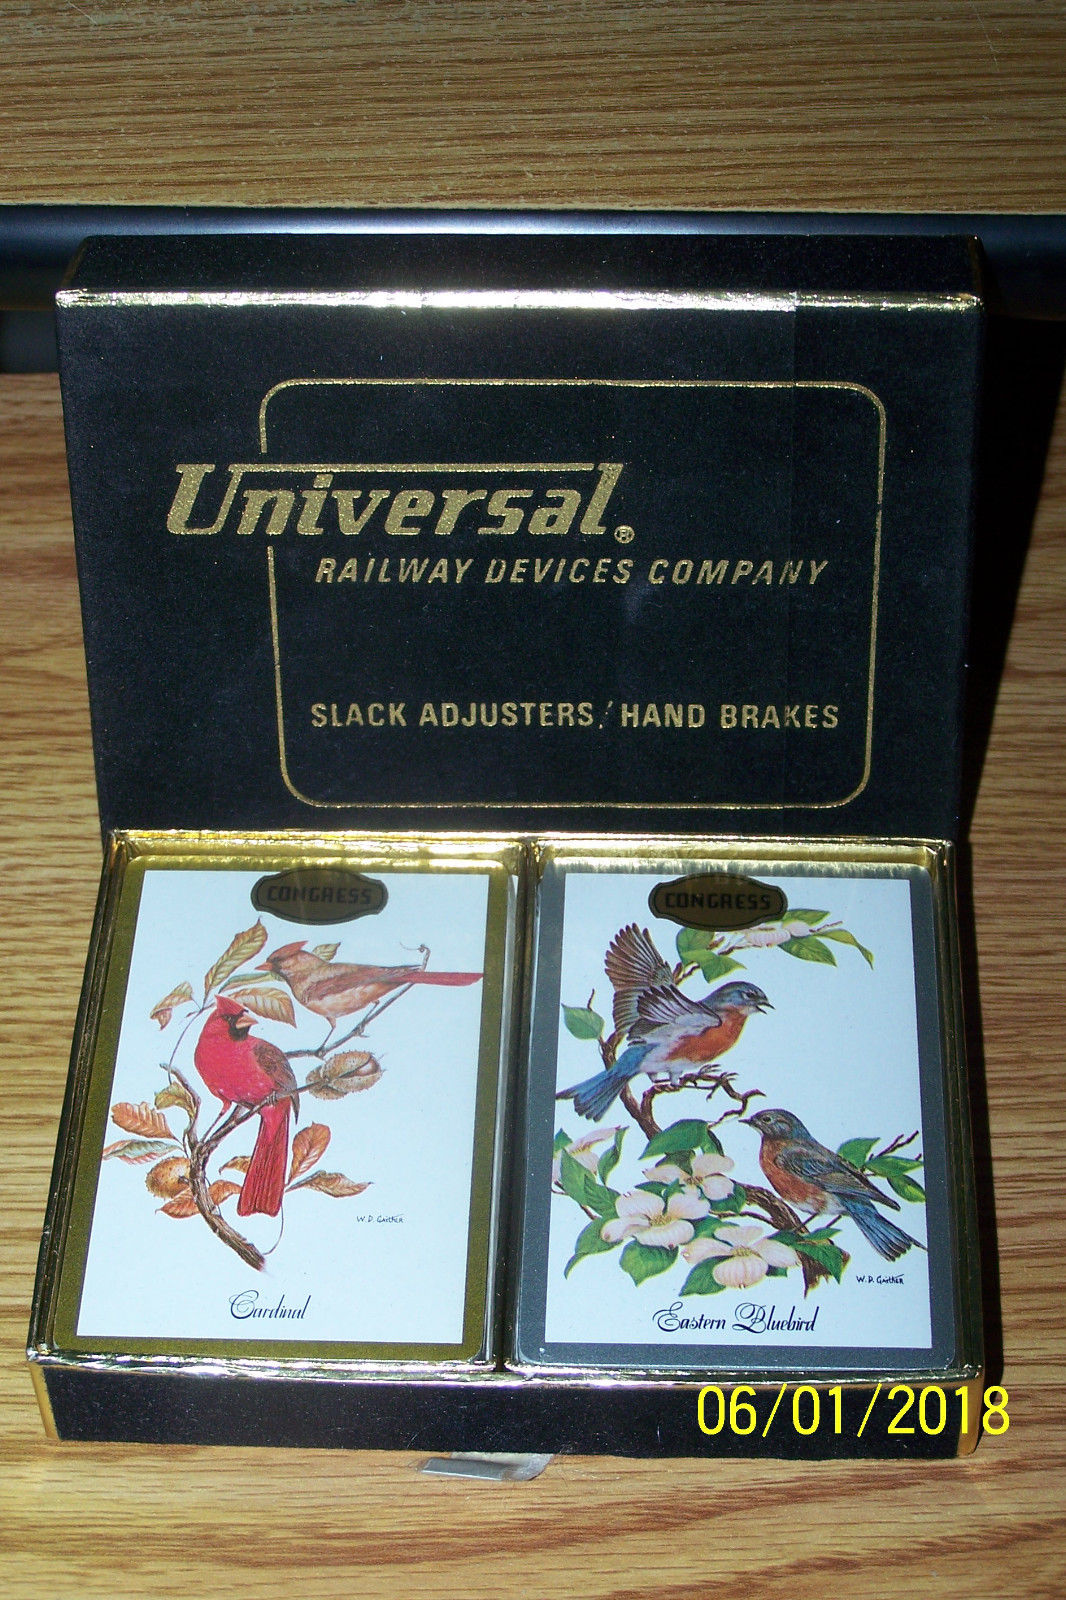 Universal®
RAILWAY DEVICES COMPANY
SLACK ADJUSTERS/HAND BRAKES
CONGRESS
W. D. Gaither
Cardinal
CONGRESS
W. D. Gaither
Eastern Bluebird
06/01/2018